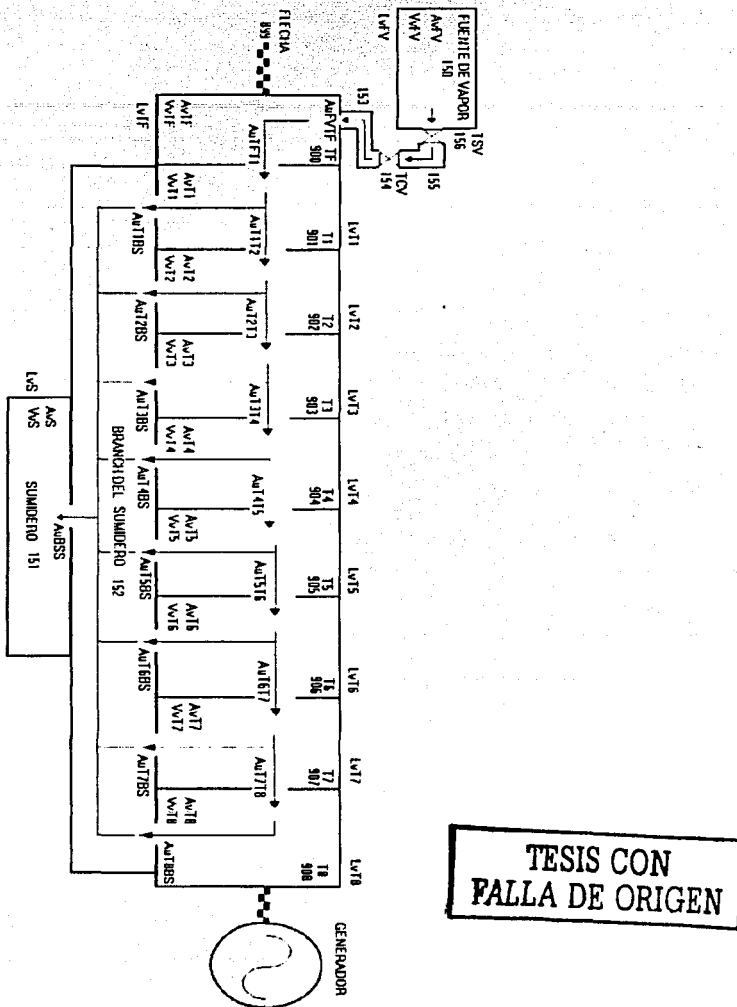 FUENTE DE VAPOR
150
AvFV
VvFV
LvFV
TSV
156
155
TCV
154
153
FLECHA
899
AuFVTF
TF
900
AuTFT1
AvTF
VvTF
LvTF
LvT1
T1
901
AvT1
VvT1
AuT1T2
AuT1BS
LvT2
T2
902
AvT2
VvT2
AuT2T3
AuT2BS
LvT3
T3
903
AvT3
VvT3
AuT3T4
AuT3BS
LvT4
T4
904
AvT4
VvT4
AuT4T5
AuT4BS
LvT5
T5
905
AvT5
VvT5
AuT5T6
AuT5BS
LvT6
T6
906
AvT6
VvT6
AuT6T7
AuT6BS
LvT7
T7
907
AvT7
VvT7
AuT7T8
AuT7BS
LvT8
T8
908
AvT8
VvT8
AuT8BS
BRANCH DEL SUMIDERO 152
AuBSS
LvS
AvS
VvS
SUMIDERO 151
GENERADOR
TESIS CON
FALLA DE ORIGEN